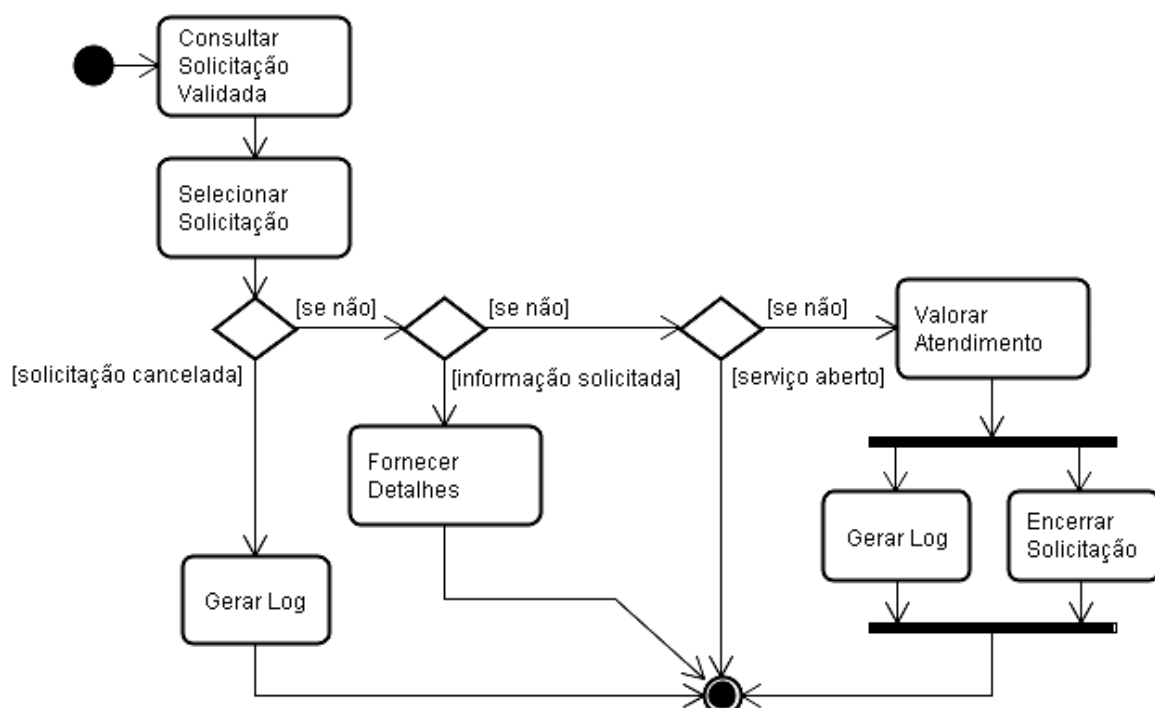 Consultar
Solicitação
Validada
Selecionar
Solicitação
[se não]
[se não]
[se não]
Valorar
Atendimento
[solicitação cancelada]
[informação solicitada]
[serviço aberto]
Fornecer
Detalhes
Gerar Log
Encerrar
Solicitação
Gerar Log